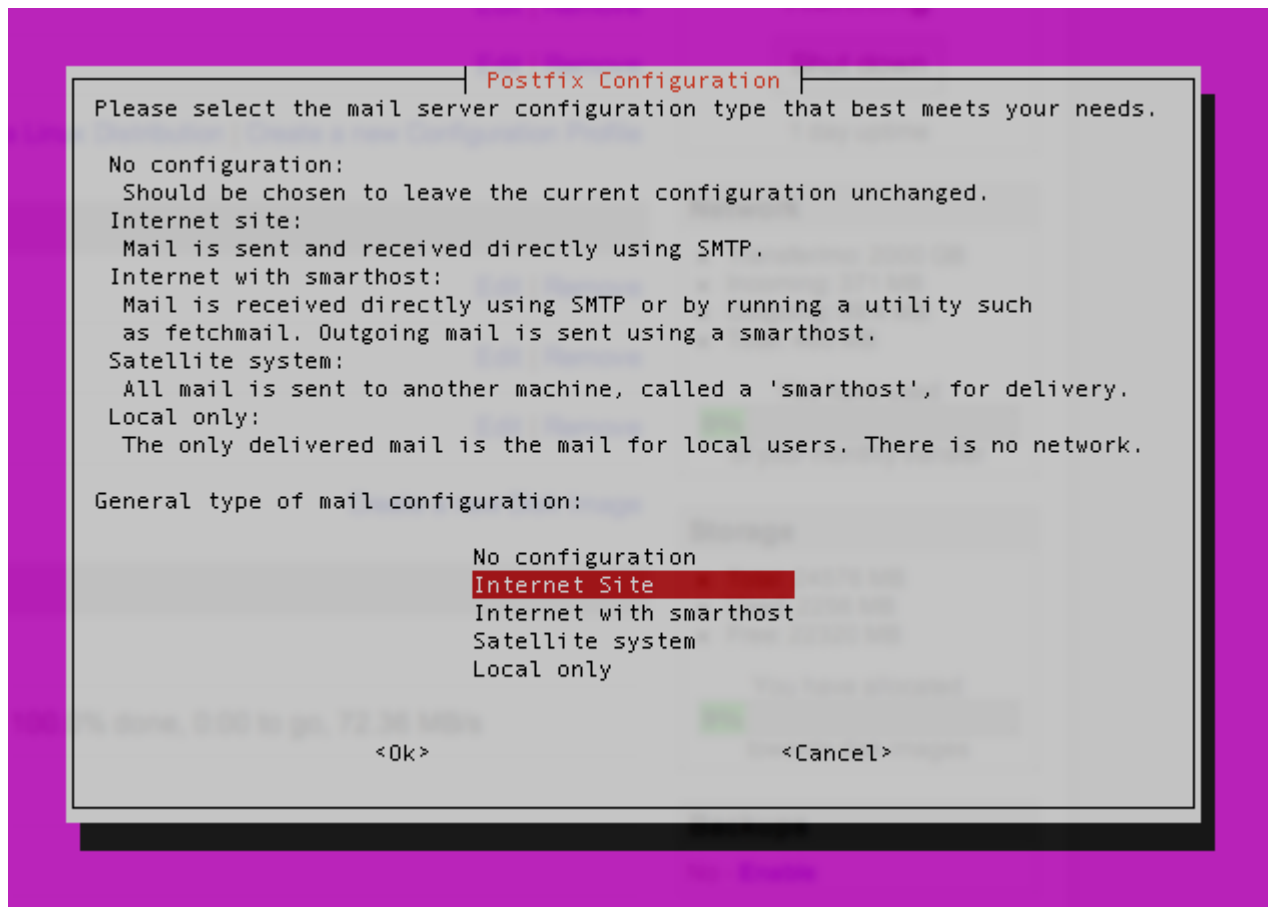 Postfix Configuration
Please select the mail server configuration type that best meets your needs.
No configuration:
Should be chosen to leave the current configuration unchanged.
Internet site:
Mail is sent and received directly using SMTP.
Internet with smarthost:
Mail is received directly using SMTP or by running a utility such
as fetchmail. Outgoing mail is sent using a smarthost.
Satellite system:
All mail is sent to another machine, called a 'smarthost', for delivery.
Local only:
The only delivered mail is the mail for local users. There is no network.
General type of mail configuration:
No configuration
Internet Site
Internet with smarthost
Satellite system
Local only
<Ok> <Cancel>
Backups
Enable